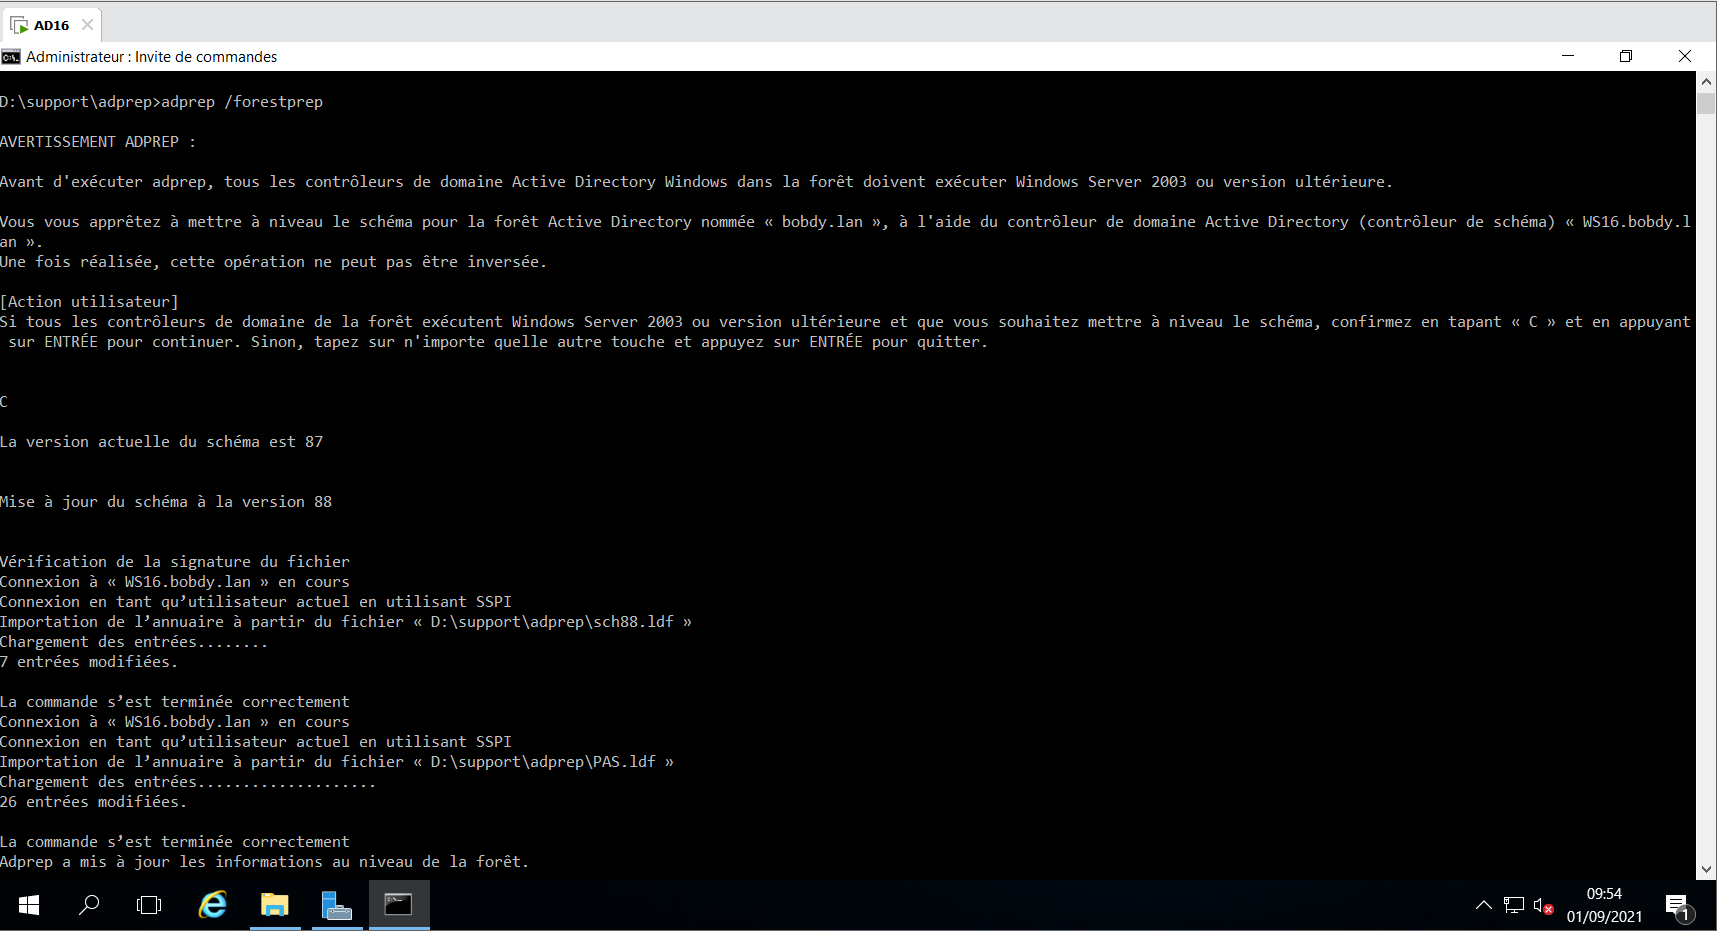 AD16
Administrateur : Invite de commandes
D:\support\adprep>adprep /forestprep
AVERTISSEMENT ADPREP :
Avant d'exécuter adprep, tous les contrôleurs de domaine Active Directory Windows dans la forêt doivent exécuter Windows Server 2003 ou version ultérieure.
Vous vous apprêtez à mettre à niveau le schéma pour la forêt Active Directory nommée « bobdy.lan », à l'aide du contrôleur de domaine Active Directory (contrôleur de schéma) « WS16.bobdy.l
an ».
Une fois réalisée, cette opération ne peut pas être inversée.
[Action utilisateur]
Si tous les contrôleurs de domaine de la forêt exécutent Windows Server 2003 ou version ultérieure et que vous souhaitez mettre à niveau le schéma, confirmez en tapant « C » et en appuyant
 sur ENTRÉE pour continuer. Sinon, tapez sur n'importe quelle autre touche et appuyez sur ENTRÉE pour quitter.
C
La version actuelle du schéma est 87
Mise à jour du schéma à la version 88
Vérification de la signature du fichier
Connexion à « WS16.bobdy.lan » en cours
Connexion en tant qu’utilisateur actuel en utilisant SSPI
Importation de l’annuaire à partir du fichier « D:\support\adprep\sch88.ldf »
Chargement des entrées........
7 entrées modifiées.
La commande s’est terminée correctement
Connexion à « WS16.bobdy.lan » en cours
Connexion en tant qu’utilisateur actuel en utilisant SSPI
Importation de l’annuaire à partir du fichier « D:\support\adprep\PAS.ldf »
Chargement des entrées....................
26 entrées modifiées.
La commande s’est terminée correctement
Adprep a mis à jour les informations au niveau de la forêt.
09:54
01/09/2021
1